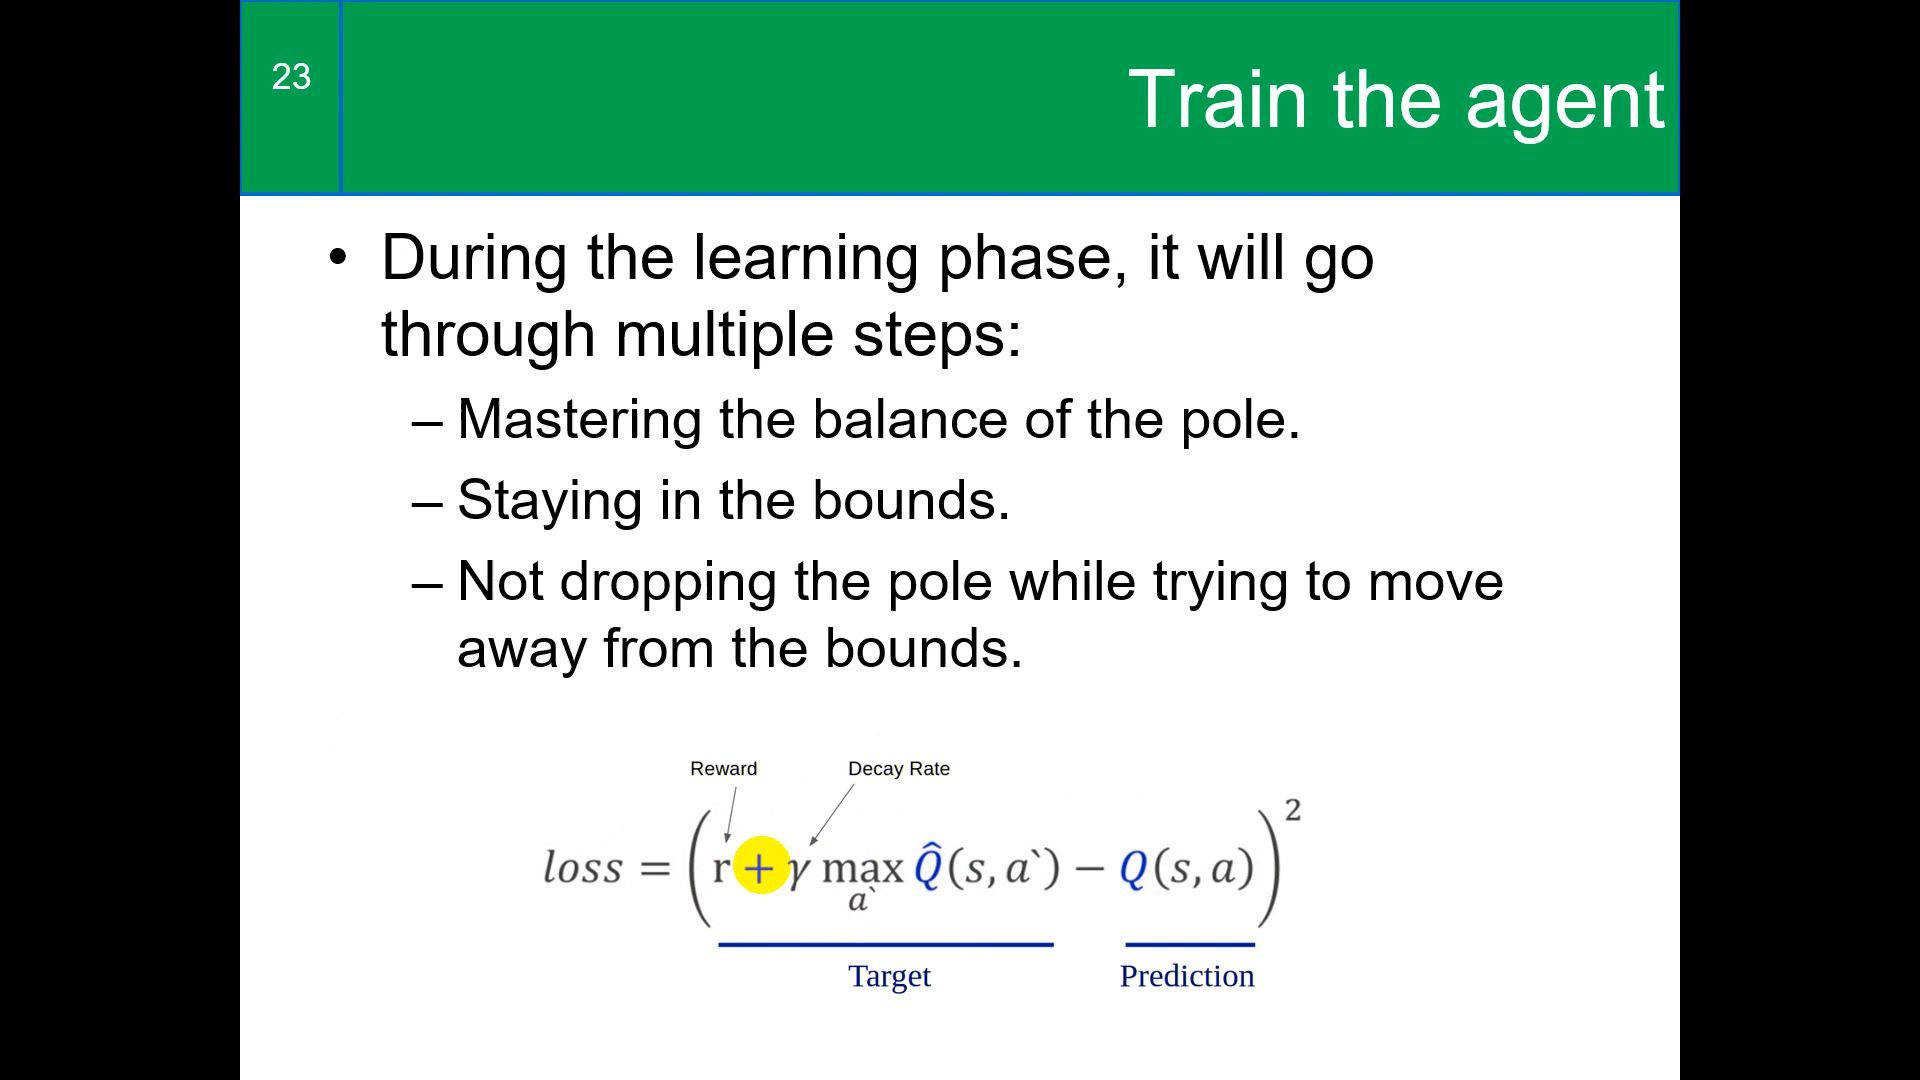 23
Train the agent
• During the learning phase, it will go
through multiple steps:
– Mastering the balance of the pole.
– Staying in the bounds.
– Not dropping the pole while trying to move
away from the bounds.
Reward
Decay Rate
loss = (r + γ max_a` Q̂(s, a`) − Q(s, a))²
Target
Prediction